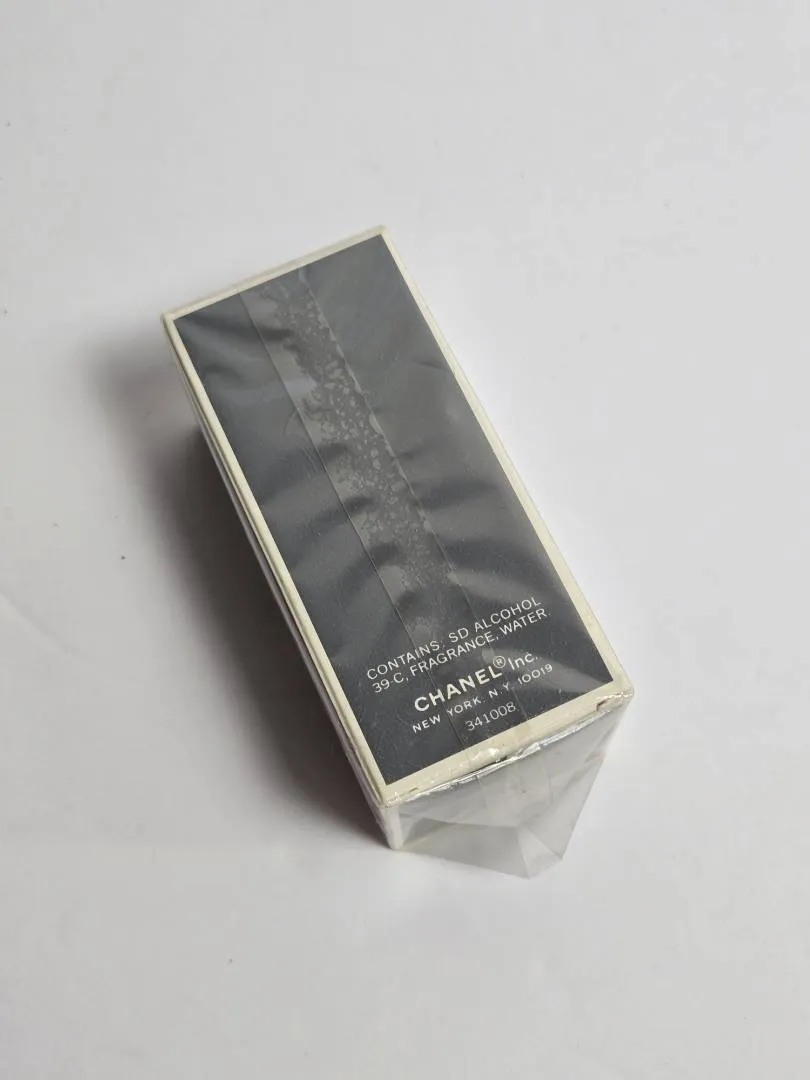 CONTAINS: SD ALCOHOL
39-C, FRAGRANCE, WATER.
CHANEL® Inc.
NEW YORK, N.Y. 10019
341008